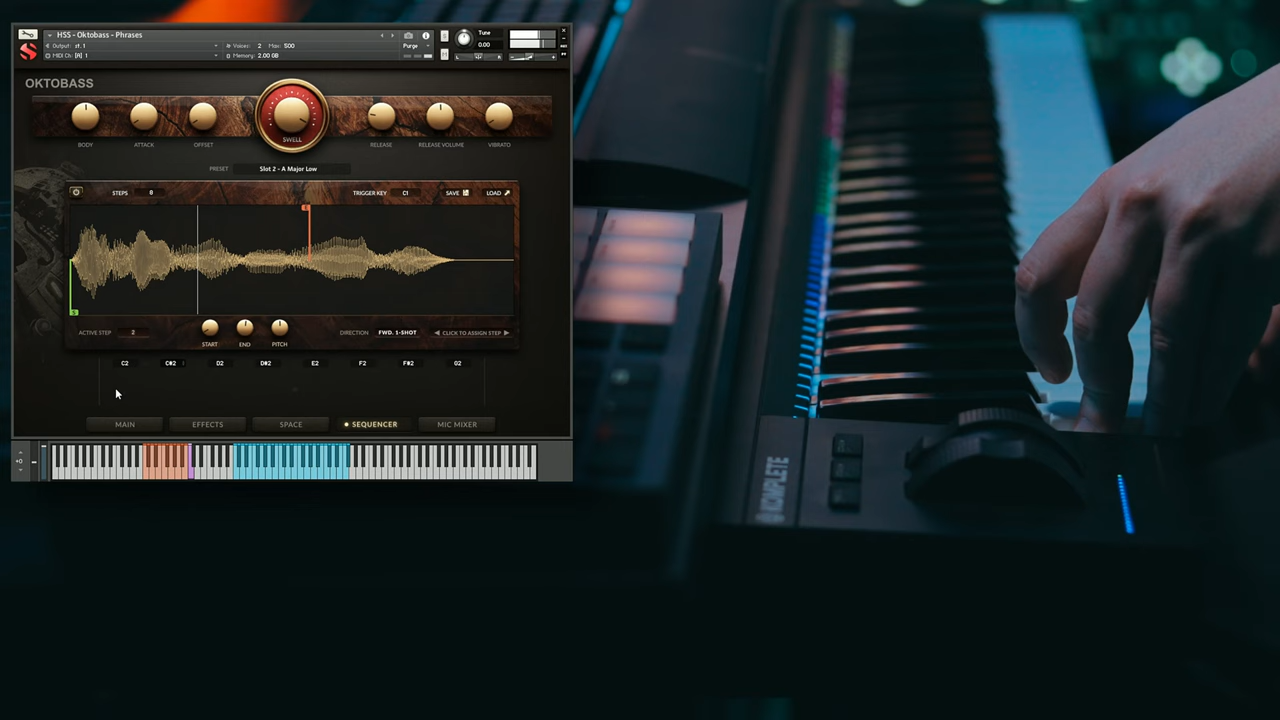 HSS - Oktobass - Phrases
Output: st. 1
Voices: 2 Max: 500
Purge
MIDI Ch: [A] 1
Memory: 2.00 GB
Tune
0.00
OKTOBASS
SWELL
BODY ATTACK OFFSET RELEASE RELEASE VOLUME VIBRATO
PRESET Slot 2 - A Major Low
STEPS 8 TRIGGER KEY C1 SAVE LOAD
E
S
ACTIVE STEP 2 DIRECTION FWD. 1-SHOT CLICK TO ASSIGN STEP
START END PITCH
C2 C#2 D2 D#2 E2 F2 F#2 G2
MAIN EFFECTS SPACE SEQUENCER MIC MIXER
+0
KOMPLETE